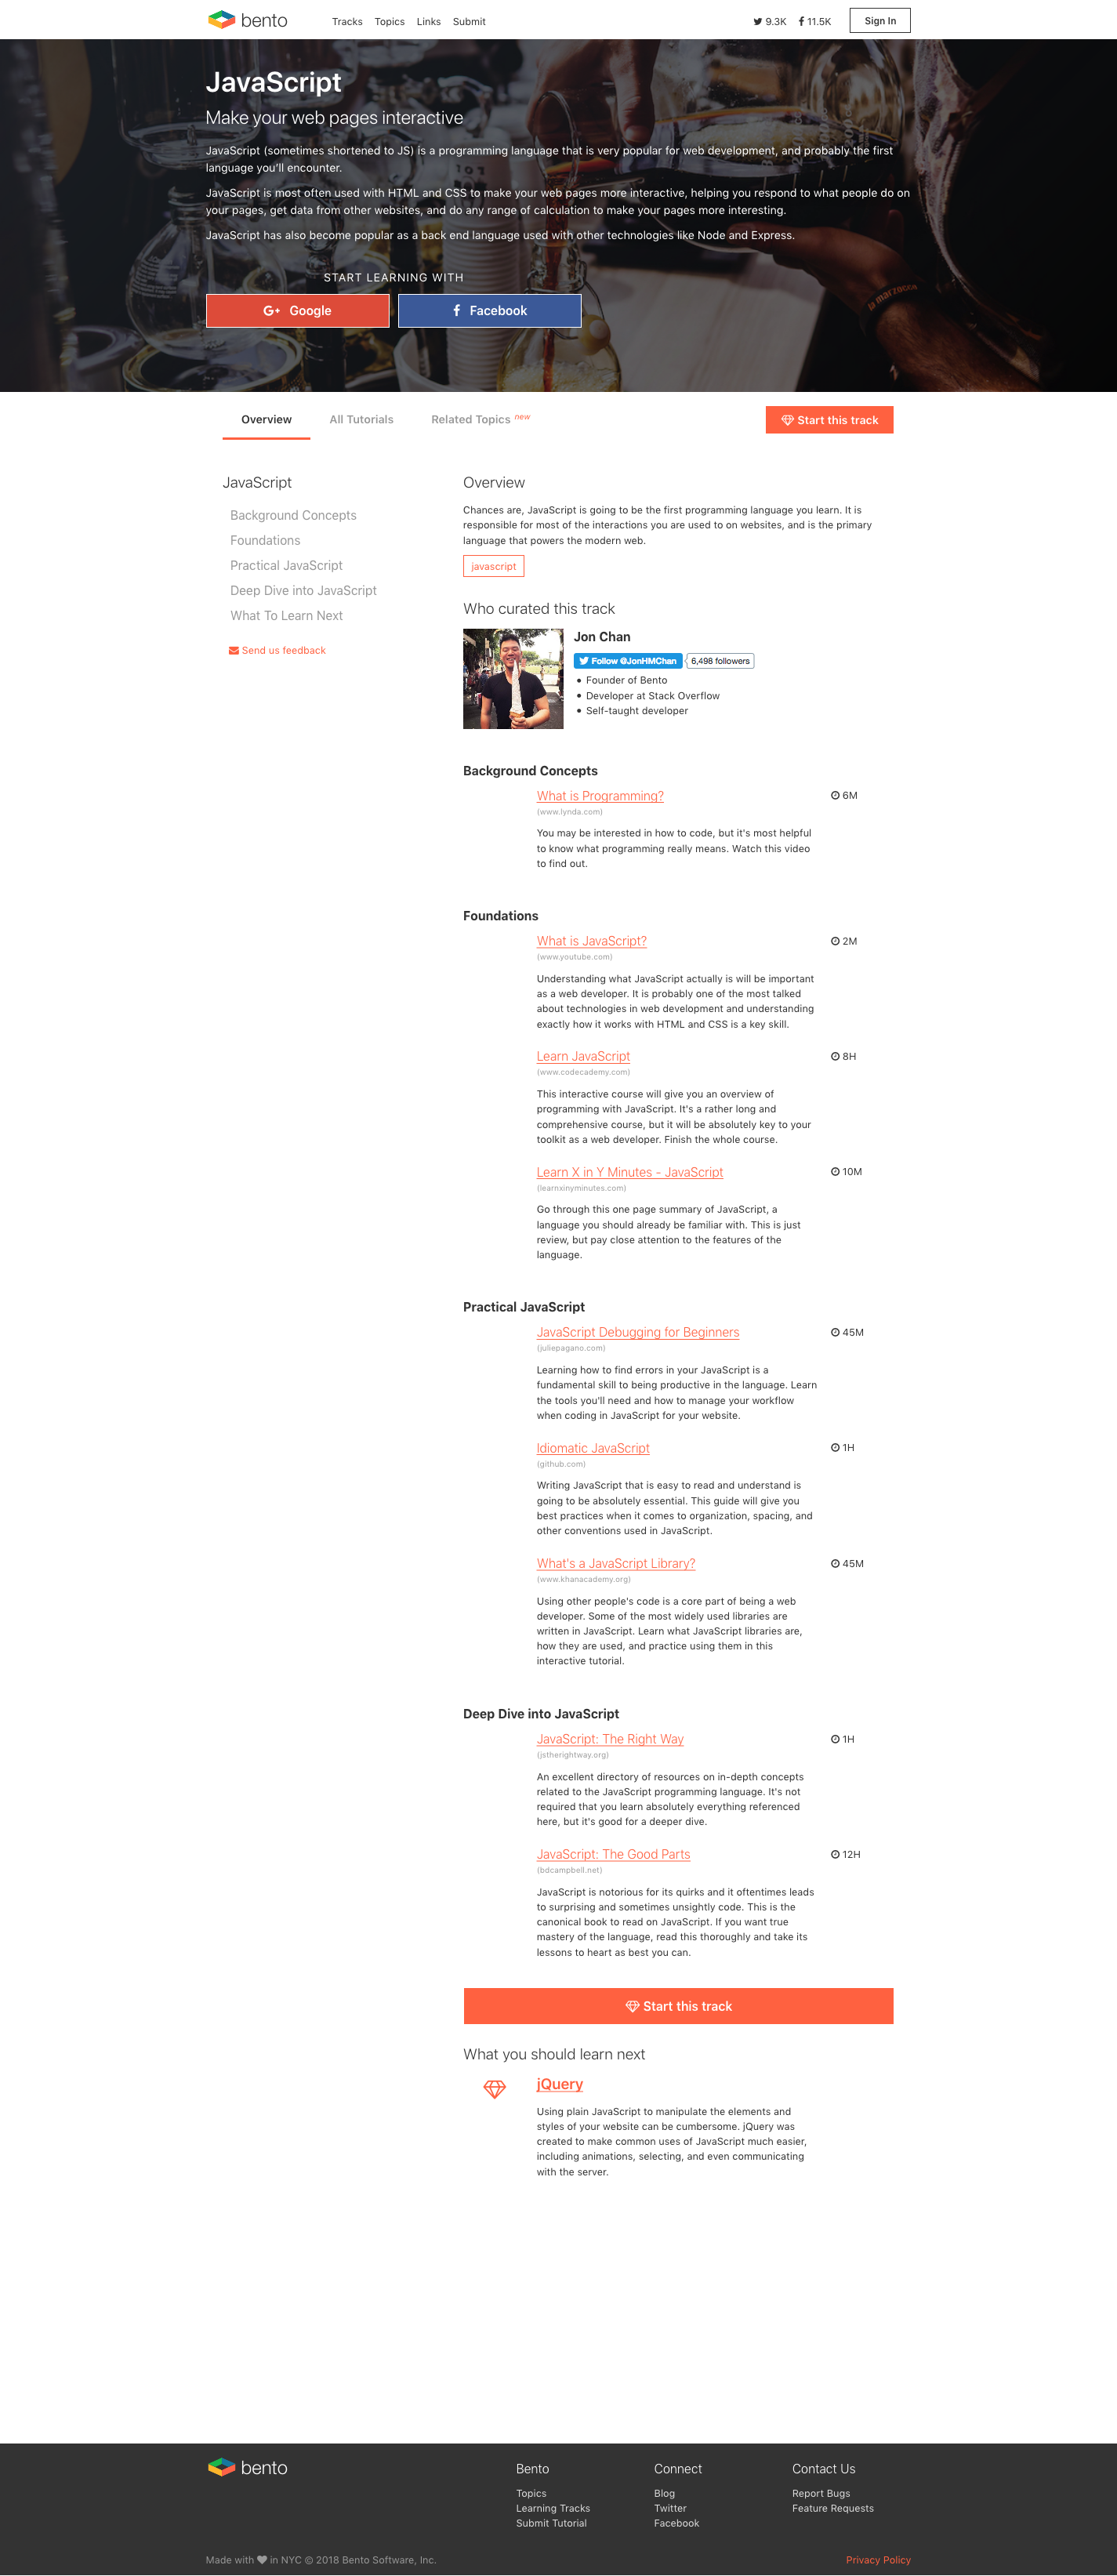 bento
Tracks Topics Links Submit
9.3K 11.5K Sign In
JavaScript
Make your web pages interactive
JavaScript (sometimes shortened to JS) is a programming language that is very popular for web development, and probably the first
language you'll encounter.
JavaScript is most often used with HTML and CSS to make your web pages more interactive, helping you respond to what people do on
your pages, get data from other websites, and do any range of calculation to make your pages more interesting.
JavaScript has also become popular as a back end language used with other technologies like Node and Express.
la marzocco
START LEARNING WITH
G+ Google
f Facebook
Overview All Tutorials Related Topics new
Start this track
JavaScript
Background Concepts
Foundations
Practical JavaScript
Deep Dive into JavaScript
What To Learn Next
Send us feedback
Overview
Chances are, JavaScript is going to be the first programming language you learn. It is
responsible for most of the interactions you are used to on websites, and is the primary
language that powers the modern web.
javascript
Who curated this track
Jon Chan
Follow @JonHMChan 6,498 followers
• Founder of Bento
• Developer at Stack Overflow
• Self-taught developer
Background Concepts
What is Programming? 6M
(www.lynda.com)
You may be interested in how to code, but it's most helpful
to know what programming really means. Watch this video
to find out.
Foundations
What is JavaScript? 2M
(www.youtube.com)
Understanding what JavaScript actually is will be important
as a web developer. It is probably one of the most talked
about technologies in web development and understanding
exactly how it works with HTML and CSS is a key skill.
Learn JavaScript 8H
(www.codecademy.com)
This interactive course will give you an overview of
programming with JavaScript. It's a rather long and
comprehensive course, but it will be absolutely key to your
toolkit as a web developer. Finish the whole course.
Learn X in Y Minutes - JavaScript 10M
(learnxinyminutes.com)
Go through this one page summary of JavaScript, a
language you should already be familiar with. This is just
review, but pay close attention to the features of the
language.
Practical JavaScript
JavaScript Debugging for Beginners 45M
(juliepagano.com)
Learning how to find errors in your JavaScript is a
fundamental skill to being productive in the language. Learn
the tools you'll need and how to manage your workflow
when coding in JavaScript for your website.
Idiomatic JavaScript 1H
(github.com)
Writing JavaScript that is easy to read and understand is
going to be absolutely essential. This guide will give you
best practices when it comes to organization, spacing, and
other conventions used in JavaScript.
What's a JavaScript Library? 45M
(www.khanacademy.org)
Using other people's code is a core part of being a web
developer. Some of the most widely used libraries are
written in JavaScript. Learn what JavaScript libraries are,
how they are used, and practice using them in this
interactive tutorial.
Deep Dive into JavaScript
JavaScript: The Right Way 1H
(jstherightway.org)
An excellent directory of resources on in-depth concepts
related to the JavaScript programming language. It's not
required that you learn absolutely everything referenced
here, but it's good for a deeper dive.
JavaScript: The Good Parts 12H
(bdcampbell.net)
JavaScript is notorious for its quirks and it oftentimes leads
to surprising and sometimes unsightly code. This is the
canonical book to read on JavaScript. If you want true
mastery of the language, read this thoroughly and take its
lessons to heart as best you can.
Start this track
What you should learn next
jQuery
Using plain JavaScript to manipulate the elements and
styles of your website can be cumbersome. jQuery was
created to make common uses of JavaScript much easier,
including animations, selecting, and even communicating
with the server.
bento
Bento
Topics
Learning Tracks
Submit Tutorial
Connect
Blog
Twitter
Facebook
Contact Us
Report Bugs
Feature Requests
Made with ♥ in NYC © 2018 Bento Software, Inc.
Privacy Policy